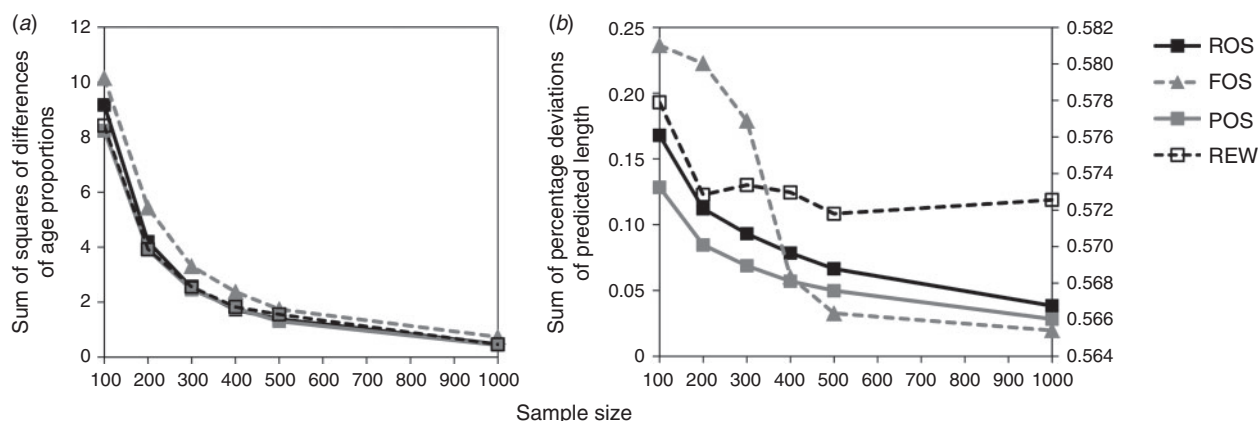 (a)
12
10
8
6
4
2
0
Sum of squares of differences
of age proportions
100 200 300 400 500 600 700 800 900 1000
(b)
0.25
0.20
0.15
0.10
0.05
0
Sum of percentage deviations
of predicted length
100 200 300 400 500 600 700 800 900 1000
0.582
0.580
0.578
0.576
0.574
0.572
0.570
0.568
0.566
0.564
ROS
FOS
POS
REW
Sample size